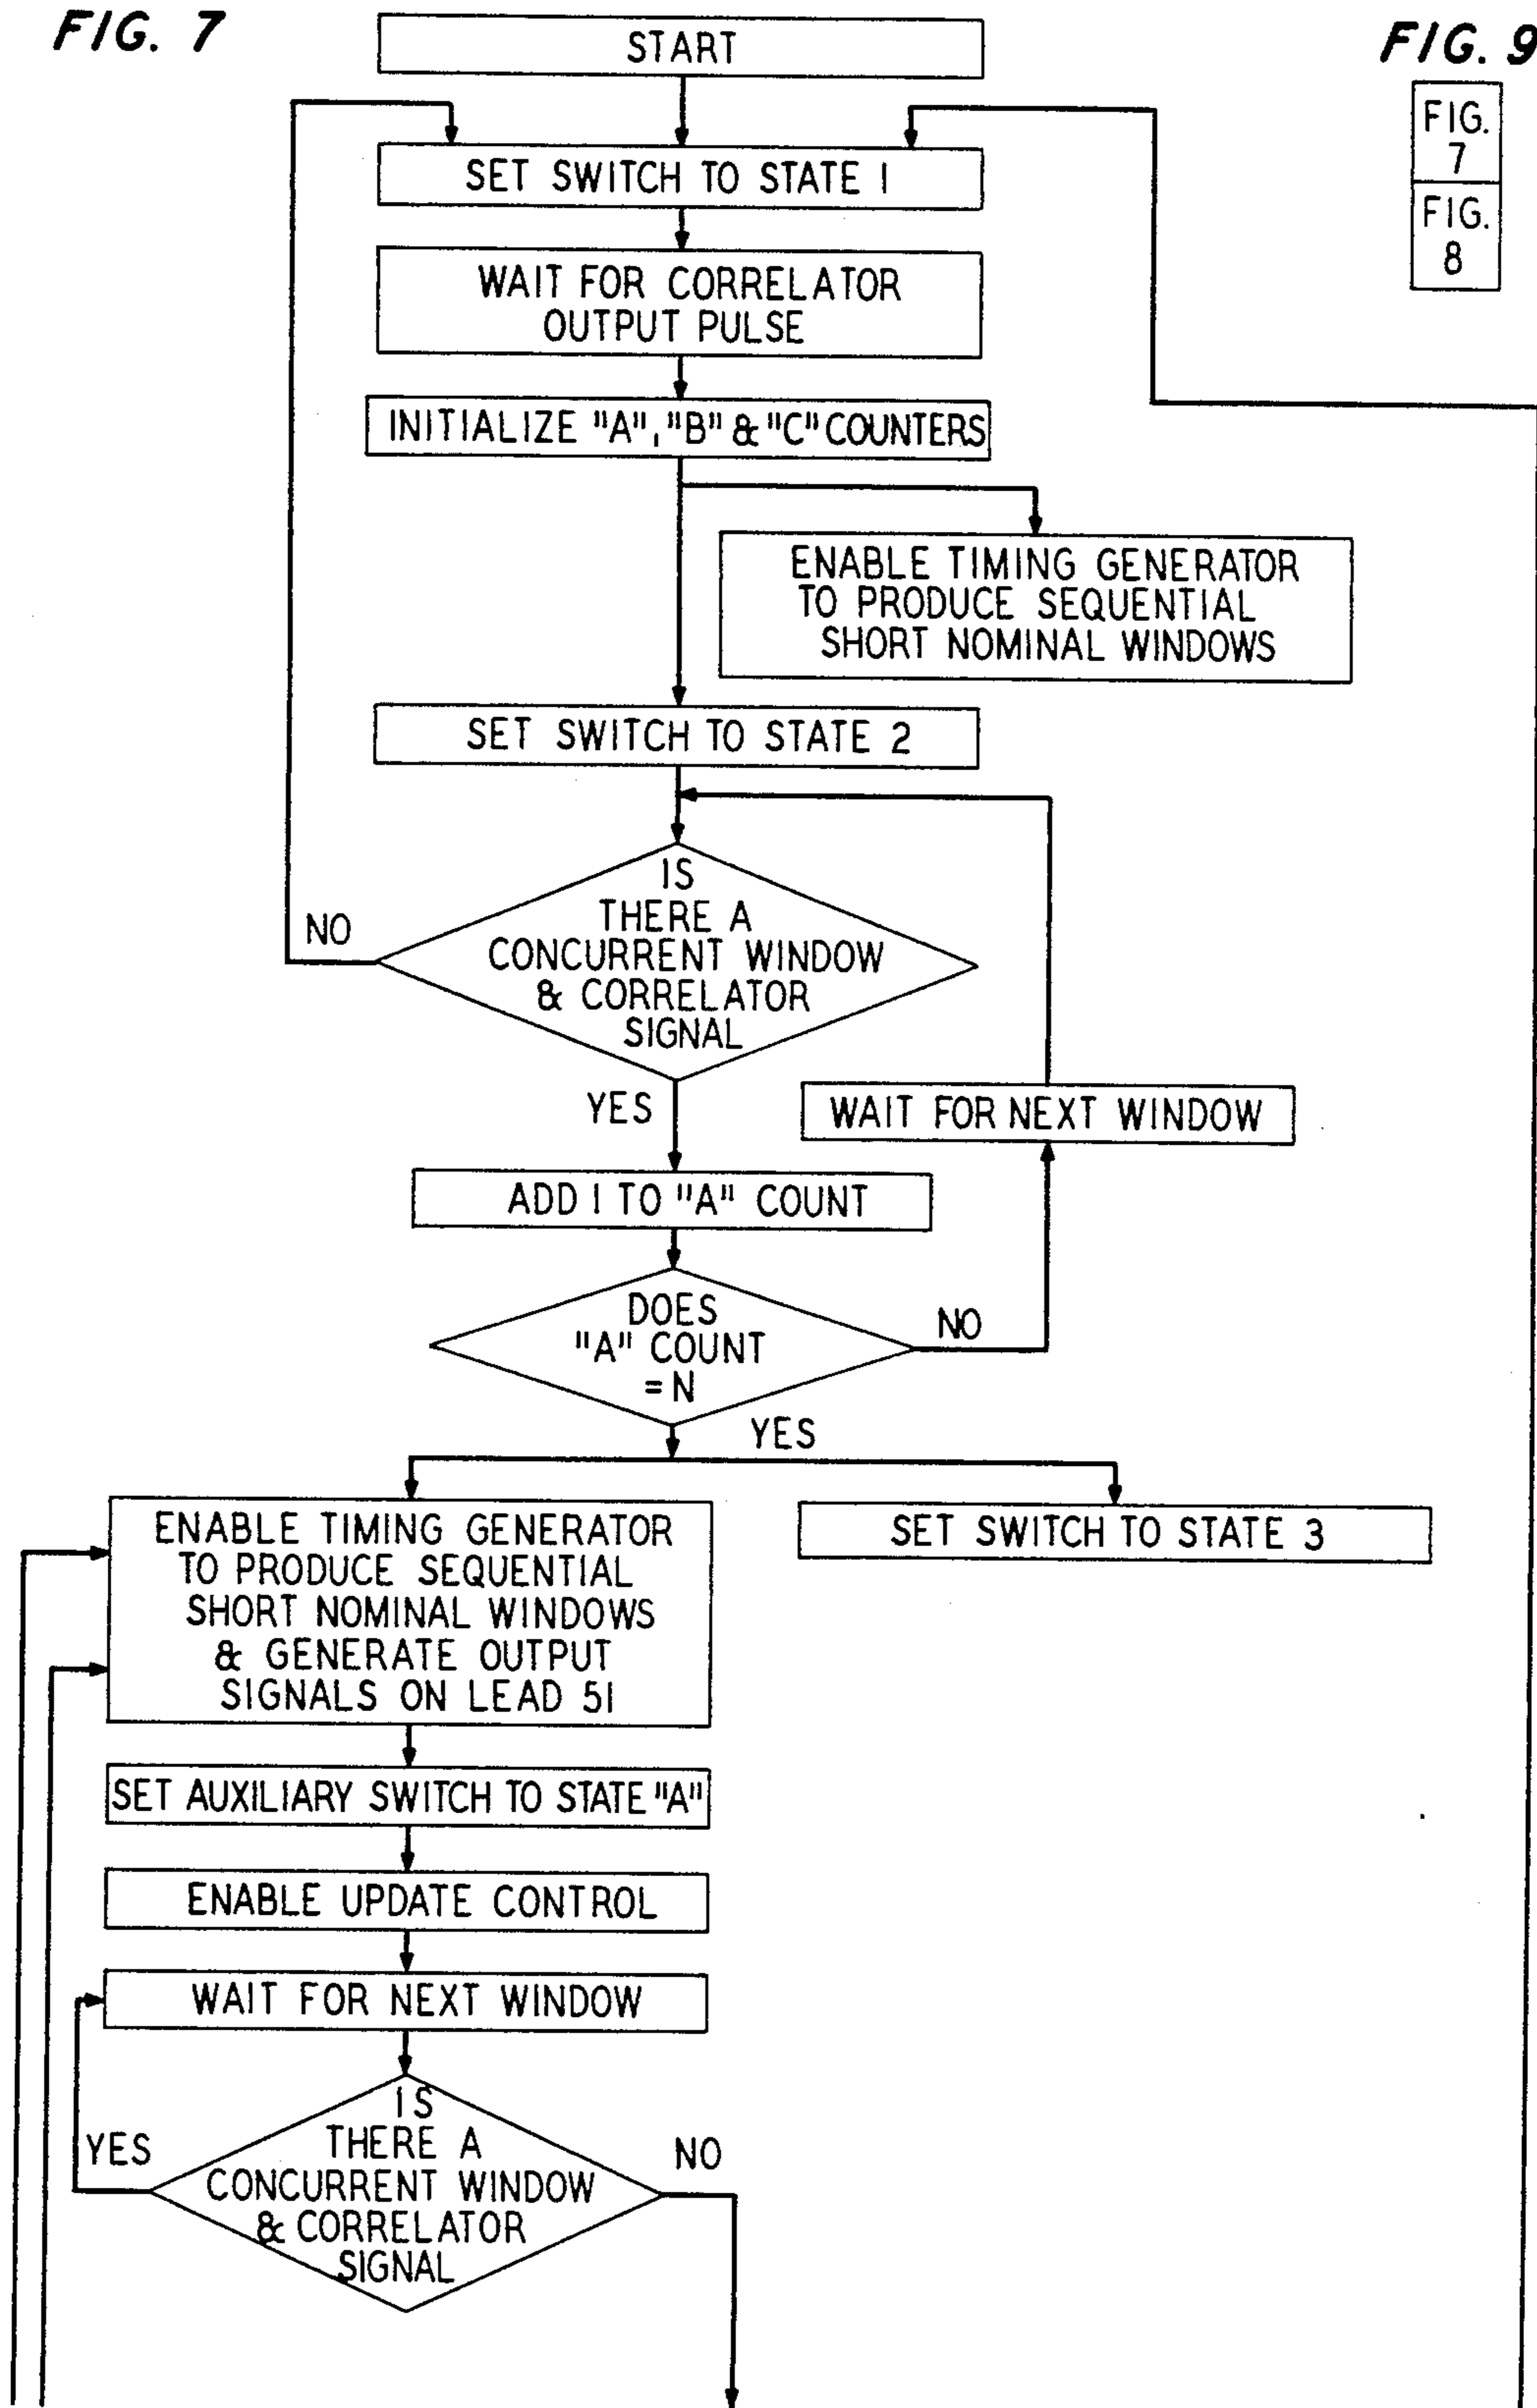 FIG. 7
START
FIG. 9
FIG.
7
FIG.
8
SET SWITCH TO STATE 1
WAIT FOR CORRELATOR
OUTPUT PULSE
INITIALIZE "A", "B" & "C" COUNTERS
ENABLE TIMING GENERATOR
TO PRODUCE SEQUENTIAL
SHORT NOMINAL WINDOWS
SET SWITCH TO STATE 2
IS
THERE A
CONCURRENT WINDOW
& CORRELATOR
SIGNAL
NO
YES
WAIT FOR NEXT WINDOW
ADD 1 TO "A" COUNT
DOES
"A" COUNT
= N
NO
YES
ENABLE TIMING GENERATOR
TO PRODUCE SEQUENTIAL
SHORT NOMINAL WINDOWS
& GENERATE OUTPUT
SIGNALS ON LEAD 51
SET SWITCH TO STATE 3
SET AUXILIARY SWITCH TO STATE "A"
ENABLE UPDATE CONTROL
WAIT FOR NEXT WINDOW
IS
THERE A
CONCURRENT WINDOW
& CORRELATOR
SIGNAL
YES
NO